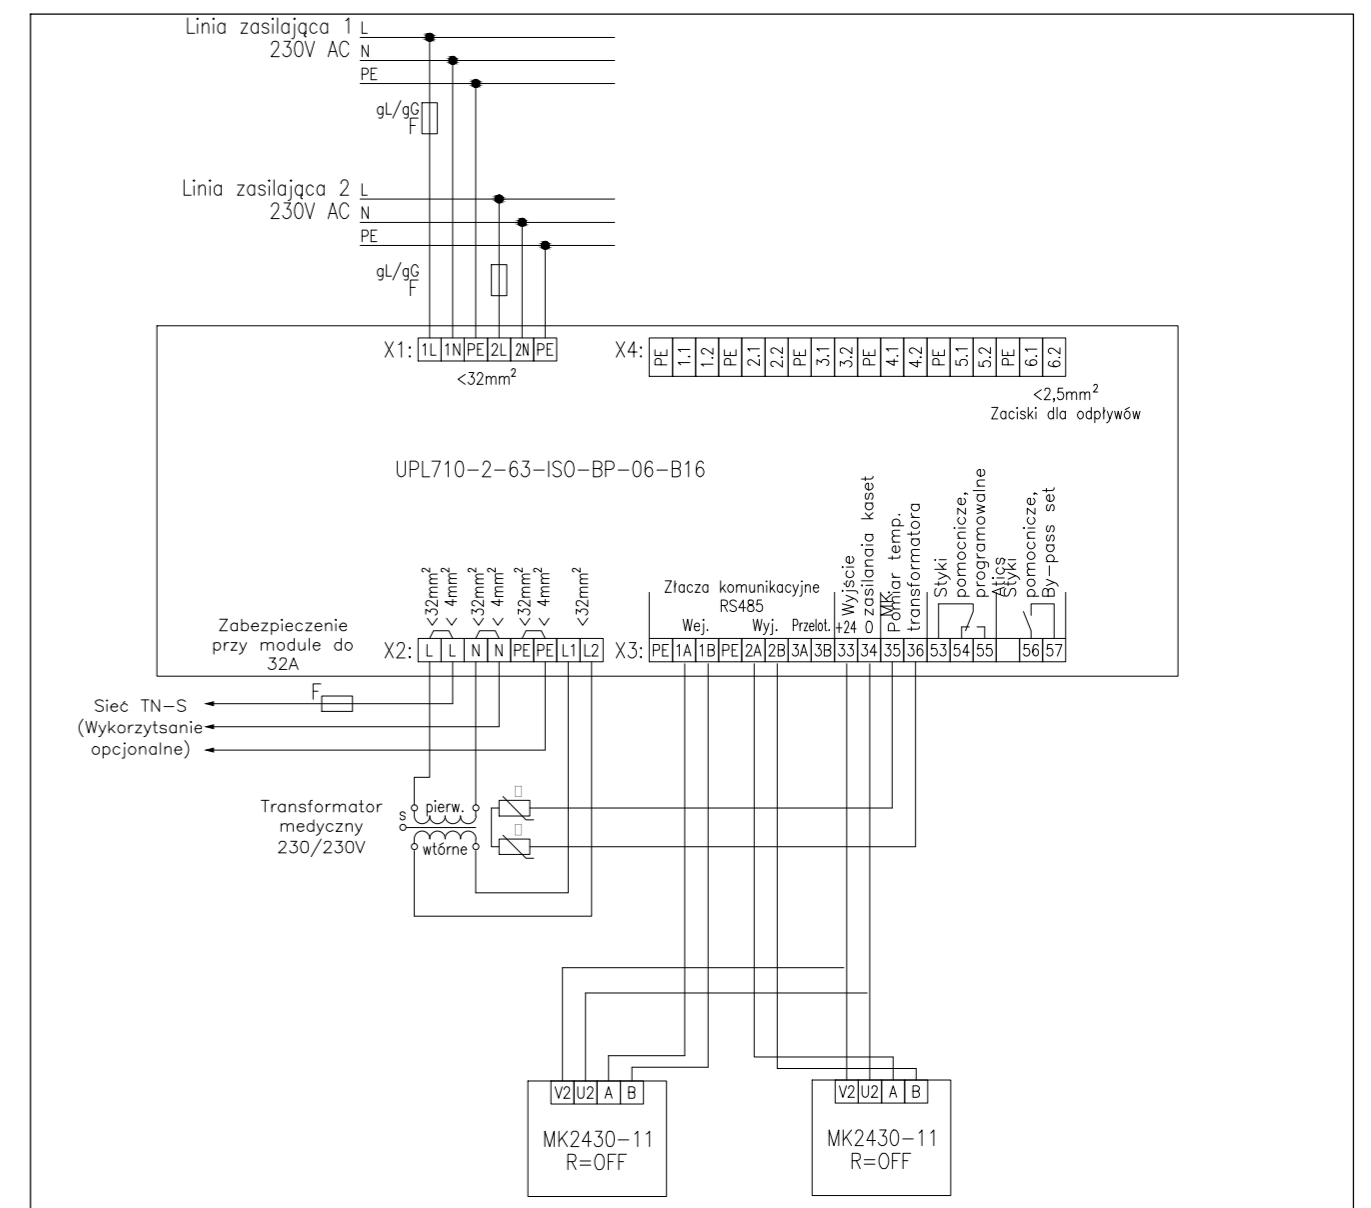 Linia zasilająca 1 L
230V AC N
PE
gL/gG
F
Linia zasilająca 2 L
230V AC N
PE
gL/gG
F
X1: 1L 1N PE 2L 2N PE
<32mm²
X4: PE 1.1 1.2 PE 2.1 2.2 PE 3.1 3.2 PE 4.1 4.2 PE 5.1 5.2 PE 6.1 6.2
<2,5mm²
Zaciski dla odpływów
UPL710-2-63-ISO-BP-06-B16
Zabezpieczenie
przy module do
32A
<32mm²
< 4mm²
<32mm²
< 4mm²
<32mm²
< 4mm²
<32mm²
X2: L L N N PE PE L1 L2
Złacza komunikacyjne
RS485
Wej. Wyj. Przelot. +24 0
Wyjście
zasilanaia kaset
MK
Pomiar temp.
transformatora
Styki
pomocnicze,
programowalne
Atics
Styki
pomocnicze,
By-pass set
X3: PE 1A 1B PE 2A 2B 3A 3B 33 34 35 36 53 54 55 56 57
F
Sieć TN-S
(Wykorzytsanie
opcjonalne)
Transformator
medyczny
230/230V
S
pierw.
wtórne
V2 U2 A B
MK2430-11
R=OFF
V2 U2 A B
MK2430-11
R=OFF